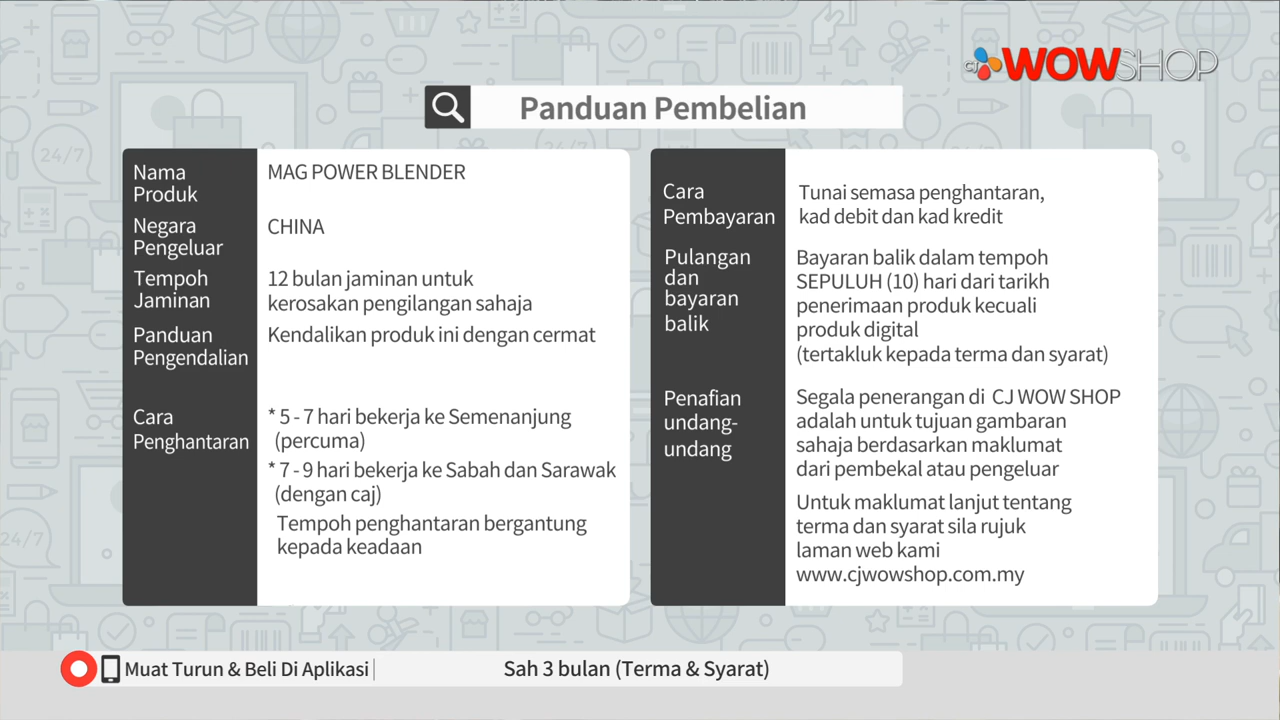 CJ WOWSHOP
Panduan Pembelian
Nama
Produk
MAG POWER BLENDER
Negara
Pengeluar
CHINA
Tempoh
Jaminan
12 bulan jaminan untuk
kerosakan pengilangan sahaja
Panduan
Pengendalian
Kendalikan produk ini dengan cermat
Cara
Penghantaran
* 5 - 7 hari bekerja ke Semenanjung
(percuma)
* 7 - 9 hari bekerja ke Sabah dan Sarawak
(dengan caj)
Tempoh penghantaran bergantung
kepada keadaan
Cara
Pembayaran
Tunai semasa penghantaran,
kad debit dan kad kredit
Pulangan
dan
bayaran
balik
Bayaran balik dalam tempoh
SEPULUH (10) hari dari tarikh
penerimaan produk kecuali
produk digital
(tertakluk kepada terma dan syarat)
Penafian
undang-
undang
Segala penerangan di CJ WOW SHOP
adalah untuk tujuan gambaran
sahaja berdasarkan maklumat
dari pembekal atau pengeluar
Untuk maklumat lanjut tentang
terma dan syarat sila rujuk
laman web kami
www.cjwowshop.com.my
Muat Turun & Beli Di Aplikasi
Sah 3 bulan (Terma & Syarat)
24/7
24/7